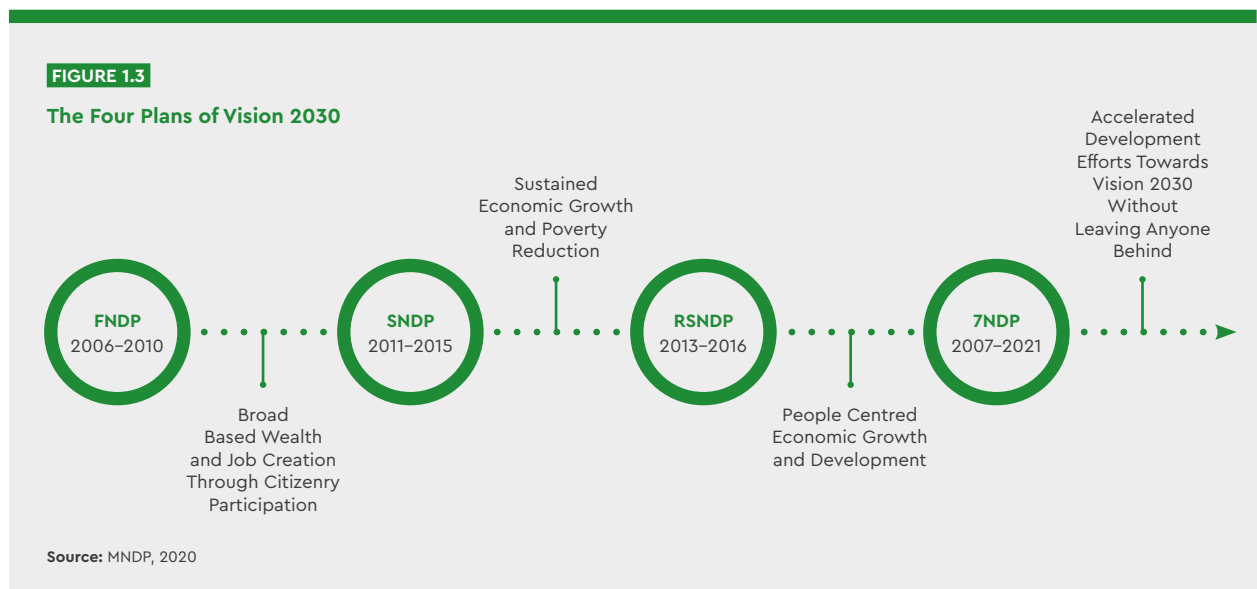 FIGURE 1.3
The Four Plans of Vision 2030
FNDP
2006–2010
Broad
Based Wealth
and Job Creation
Through Citizenry
Participation
SNDP
2011–2015
Sustained
Economic Growth
and Poverty
Reduction
RSNDP
2013–2016
People Centred
Economic Growth
and Development
7NDP
2007–2021
Accelerated
Development
Efforts Towards
Vision 2030
Without
Leaving Anyone
Behind
Source: MNDP, 2020